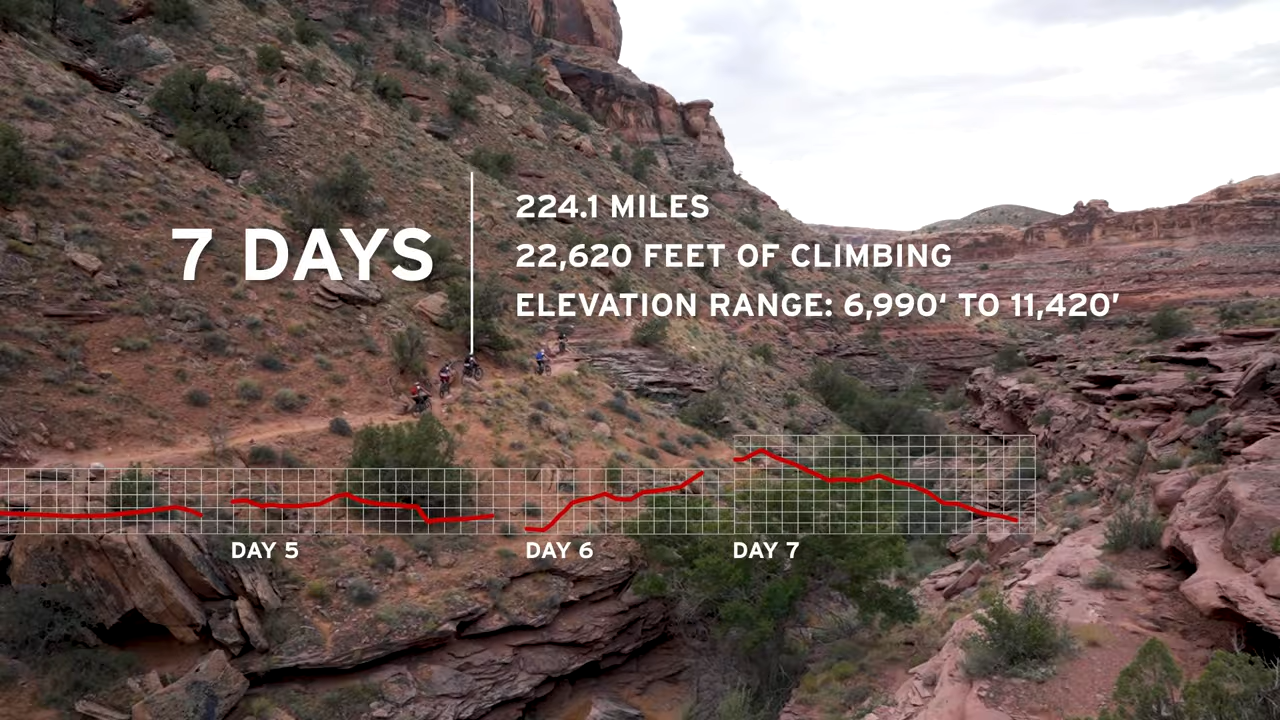 7 DAYS
224.1 MILES
22,620 FEET OF CLIMBING
ELEVATION RANGE: 6,990‘ TO 11,420’
DAY 5
DAY 6
DAY 7